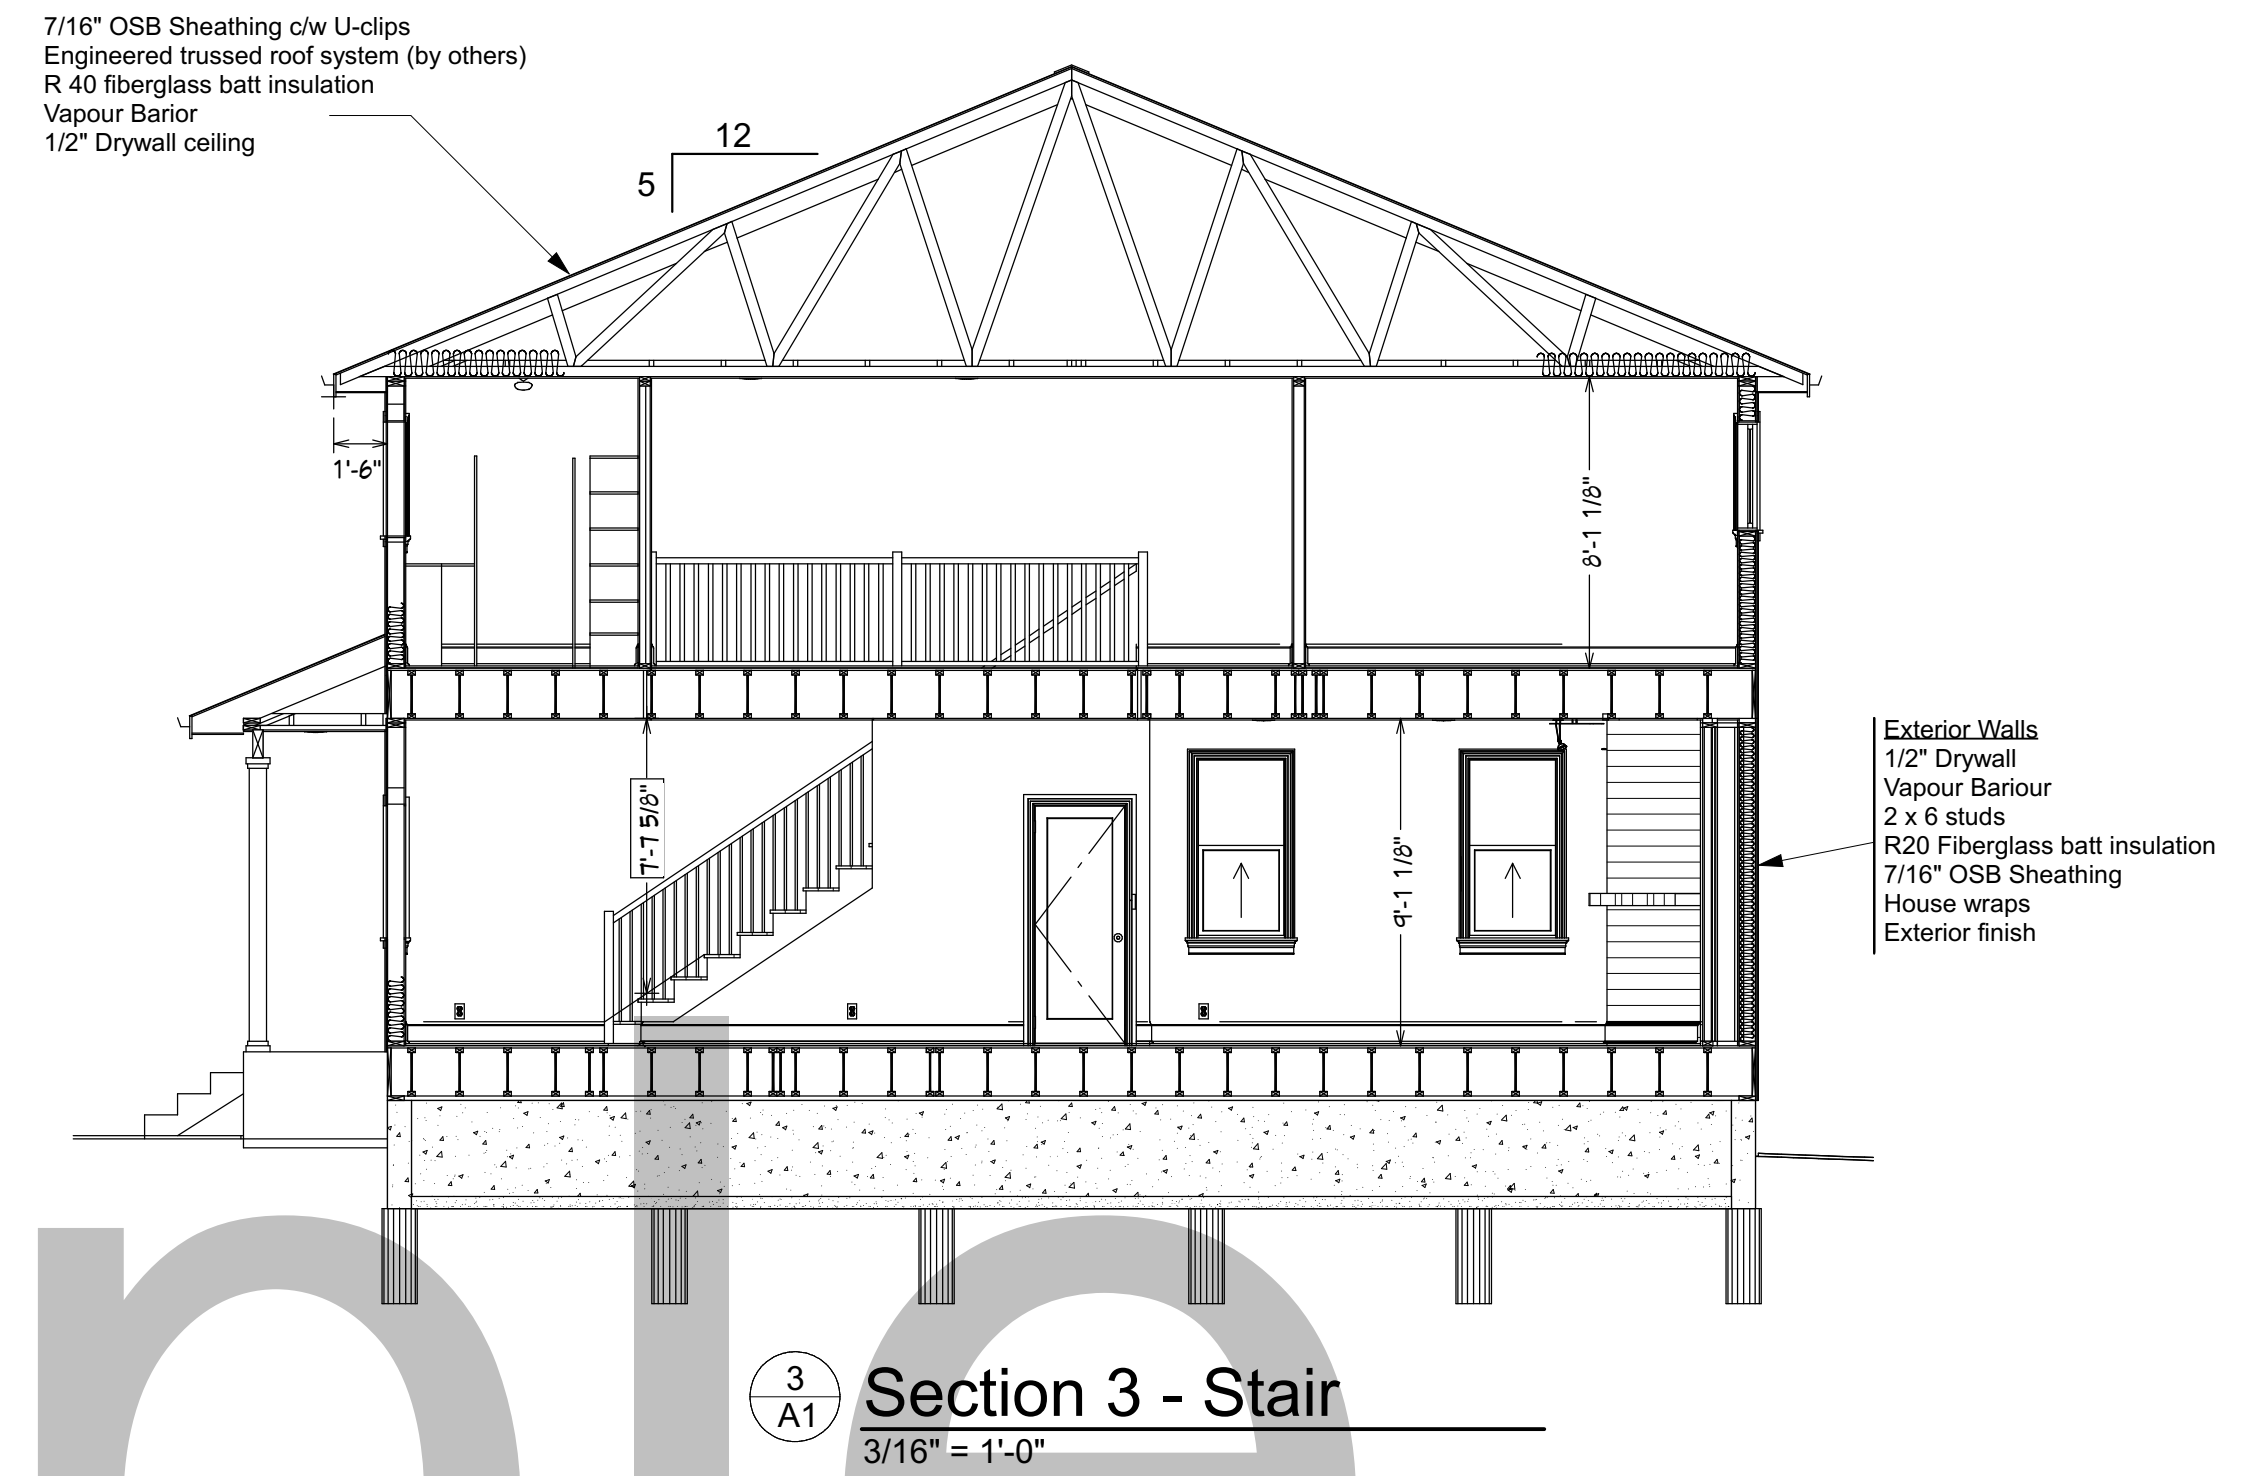 7/16" OSB Sheathing c/w U-clips
Engineered trussed roof system (by others)
R 40 fiberglass batt insulation
Vapour Barior
1/2" Drywall ceiling
12
5
1'-6"
8'-1 1/8"
7'-7 5/8"
9'-1 1/8"
Exterior Walls
1/2" Drywall
Vapour Bariour
2 x 6 studs
R20 Fiberglass batt insulation
7/16" OSB Sheathing
House wraps
Exterior finish
3
A1
Section 3 - Stair
3/16" = 1'-0"
ple